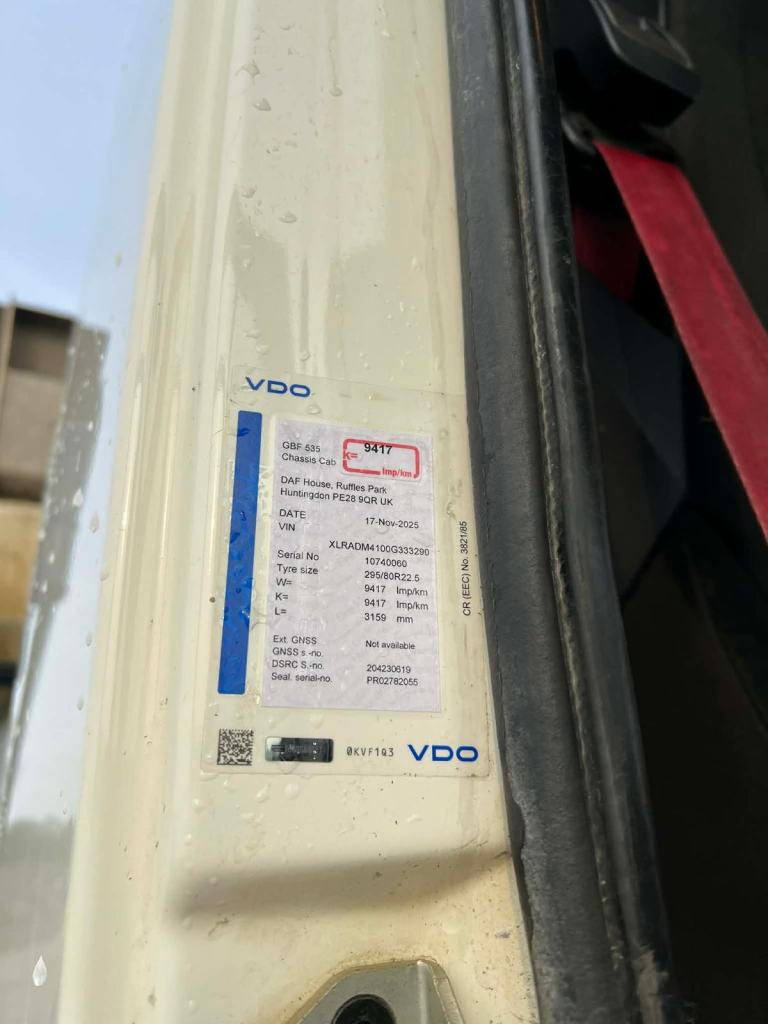 VDO
GBF 535
Chassis Cab
9417
K=
Imp/km
DAF House, Ruffles Park
Huntingdon PE28 9QR UK
DATE 17-Nov-2025
VIN
XLRADM4100G333290
Serial No 10740060
Tyre size 295/80R22.5
W= 9417 Imp/km
K= 9417 Imp/km
L= 3159 mm
Ext. GNSS Not available
GNSS s.-no.
DSRC S.-no. 204230619
Seal. serial-no. PR02782055
CR (EEC) No. 3821/85
0KVF1Q3 VDO